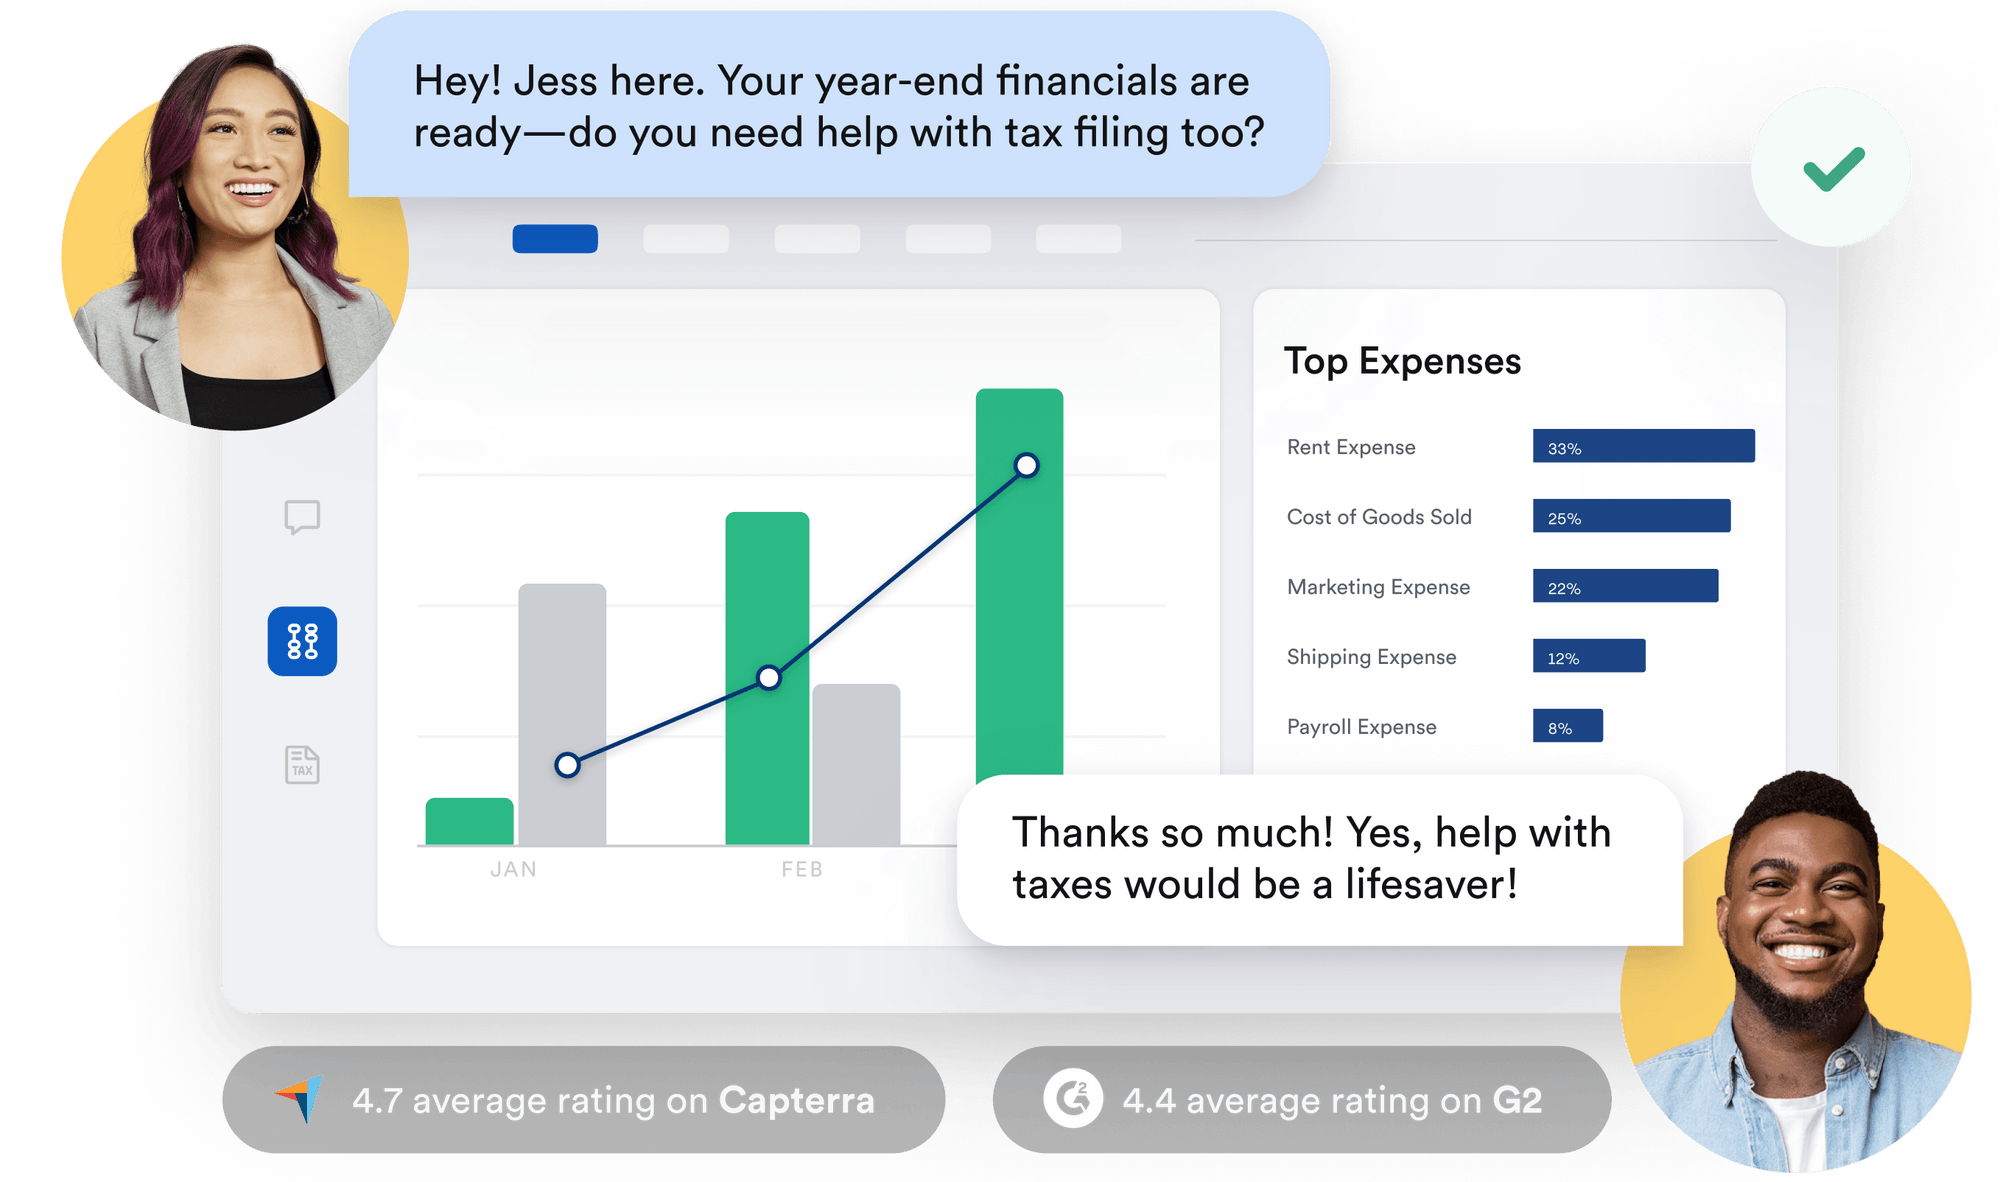 Hey! Jess here. Your year-end financials are
ready—do you need help with tax filing too?
Top Expenses
Rent Expense 33%
Cost of Goods Sold 25%
Marketing Expense 22%
Shipping Expense 12%
Payroll Expense 8%
TAX
JAN FEB
Thanks so much! Yes, help with
taxes would be a lifesaver!
4.7 average rating on Capterra
G2 4.4 average rating on G2